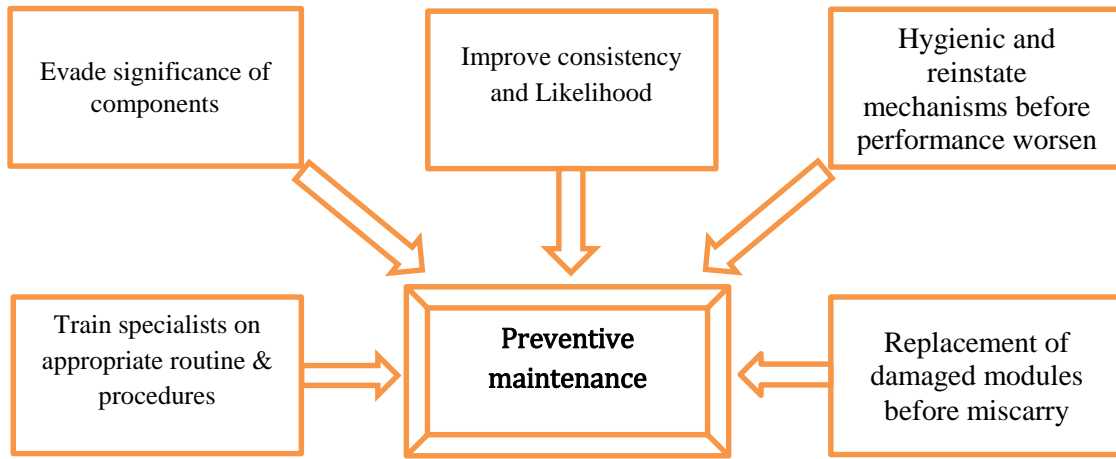 Evade significance of
components
Improve consistency
and Likelihood
Hygienic and
reinstate
mechanisms before
performance worsen
Train specialists on
appropriate routine &
procedures
Preventive
maintenance
Replacement of
damaged modules
before miscarry